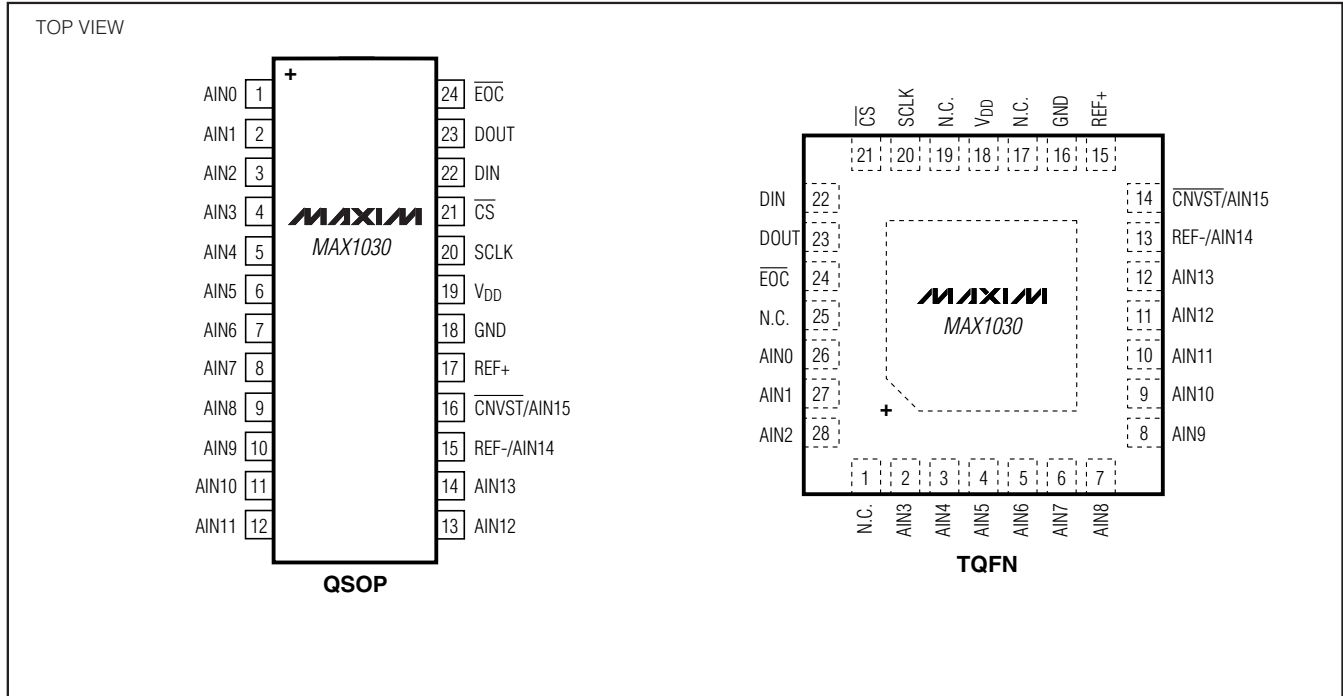 TOP VIEW
+
AIN0 1
AIN1 2
AIN2 3
AIN3 4
AIN4 5
AIN5 6
AIN6 7
AIN7 8
AIN8 9
AIN9 10
AIN10 11
AIN11 12
MAXIM
MAX1030
24 EOC
23 DOUT
22 DIN
21 CS
20 SCLK
19 VDD
18 GND
17 REF+
16 CNVST/AIN15
15 REF-/AIN14
14 AIN13
13 AIN12
QSOP
CS SCLK N.C. VDD N.C. GND REF+
21 20 19 18 17 16 15
DIN 22
DOUT 23
EOC 24
N.C. 25
AIN0 26
AIN1 27
AIN2 28
MAXIM
MAX1030
+
14 CNVST/AIN15
13 REF-/AIN14
12 AIN13
11 AIN12
10 AIN11
9 AIN10
8 AIN9
1 2 3 4 5 6 7
N.C. AIN3 AIN4 AIN5 AIN6 AIN7 AIN8
TQFN